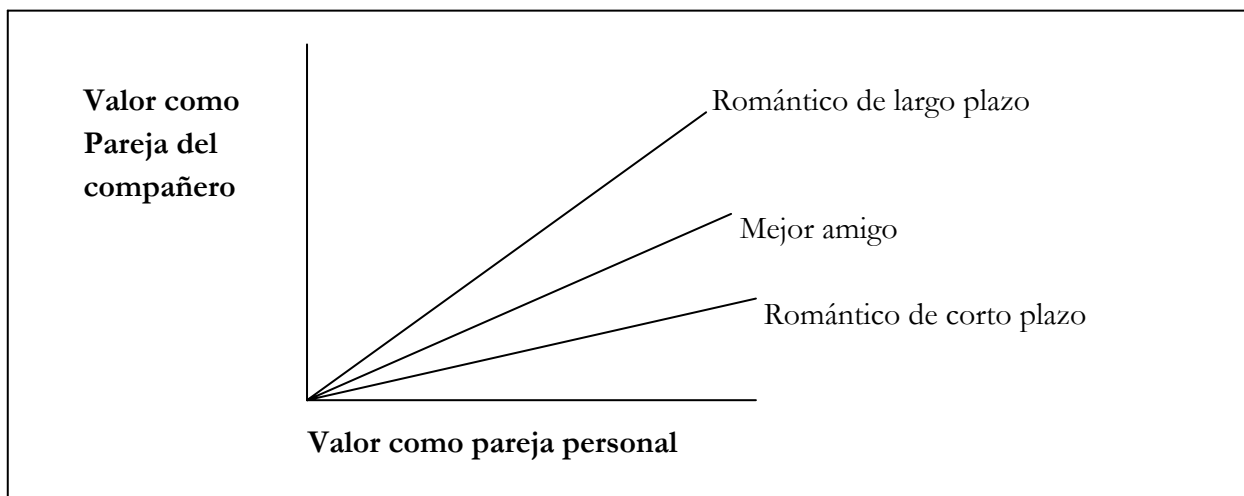 Valor como
Pareja del
compañero
Romántico de largo plazo
Mejor amigo
Romántico de corto plazo
Valor como pareja personal